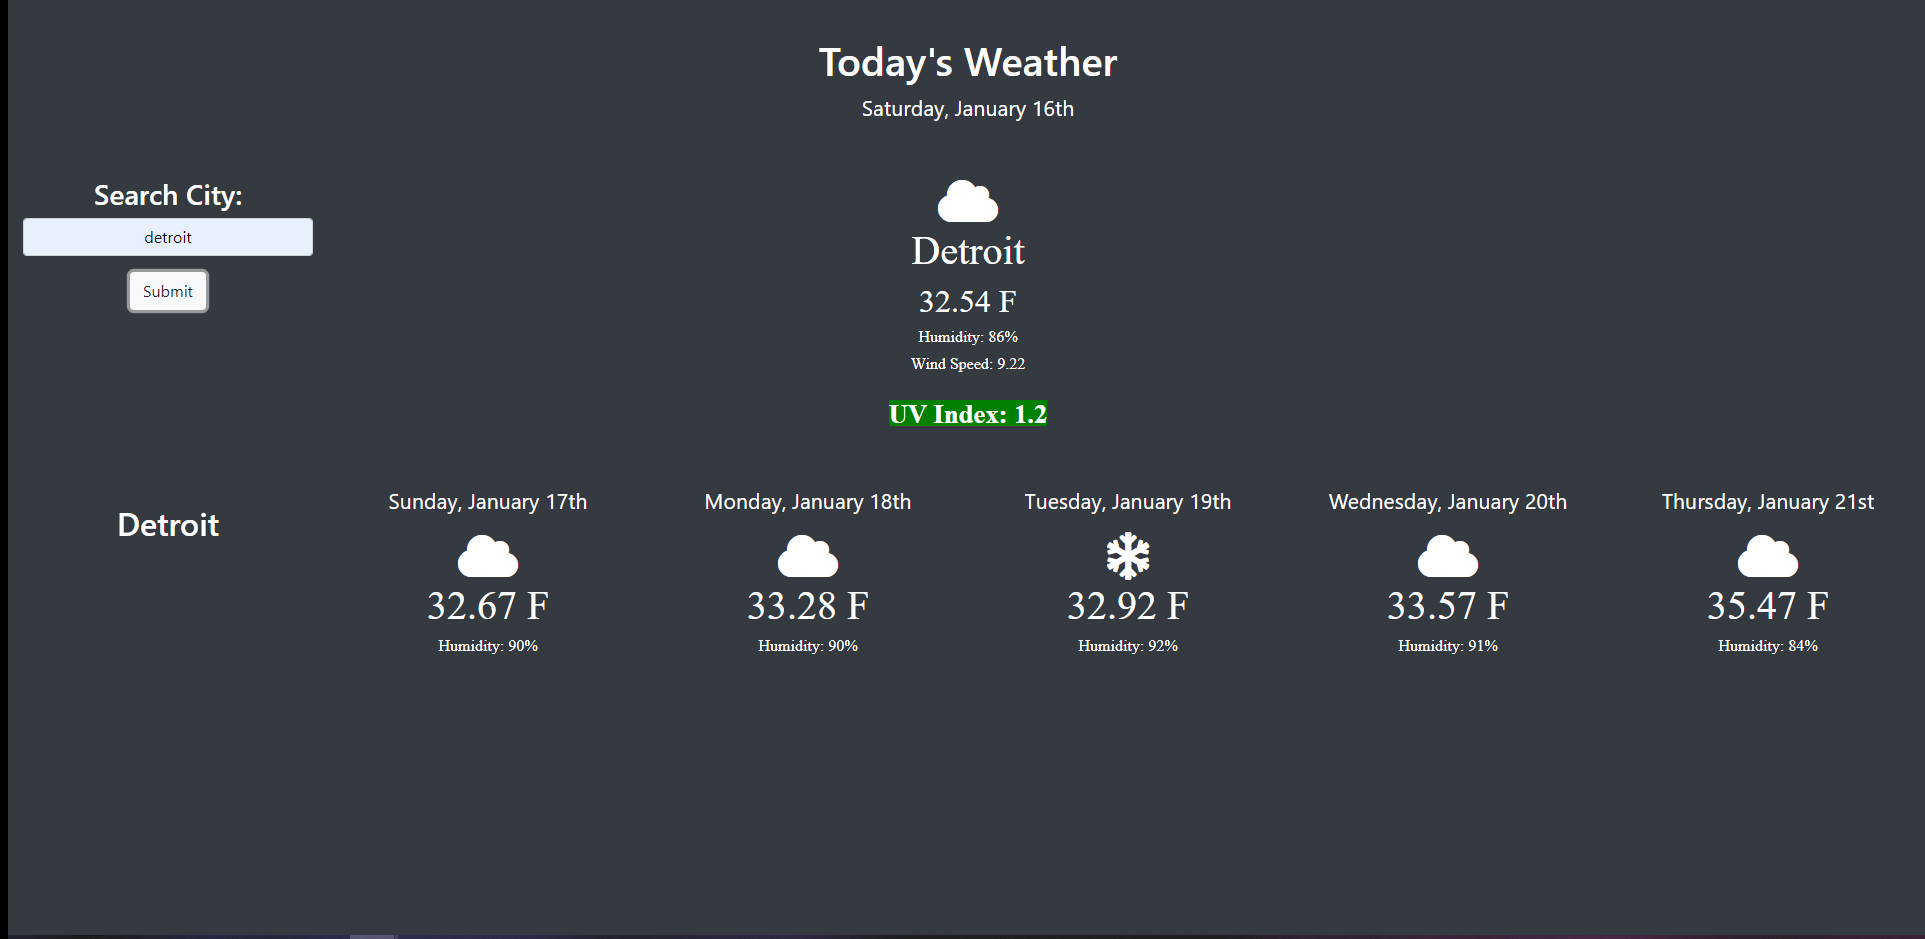 Today's Weather
Saturday, January 16th
Search City:
detroit
Submit
Detroit
32.54 F
Humidity: 86%
Wind Speed: 9.22
UV Index: 1.2
Detroit
Sunday, January 17th
32.67 F
Humidity: 90%
Monday, January 18th
33.28 F
Humidity: 90%
Tuesday, January 19th
32.92 F
Humidity: 92%
Wednesday, January 20th
33.57 F
Humidity: 91%
Thursday, January 21st
35.47 F
Humidity: 84%